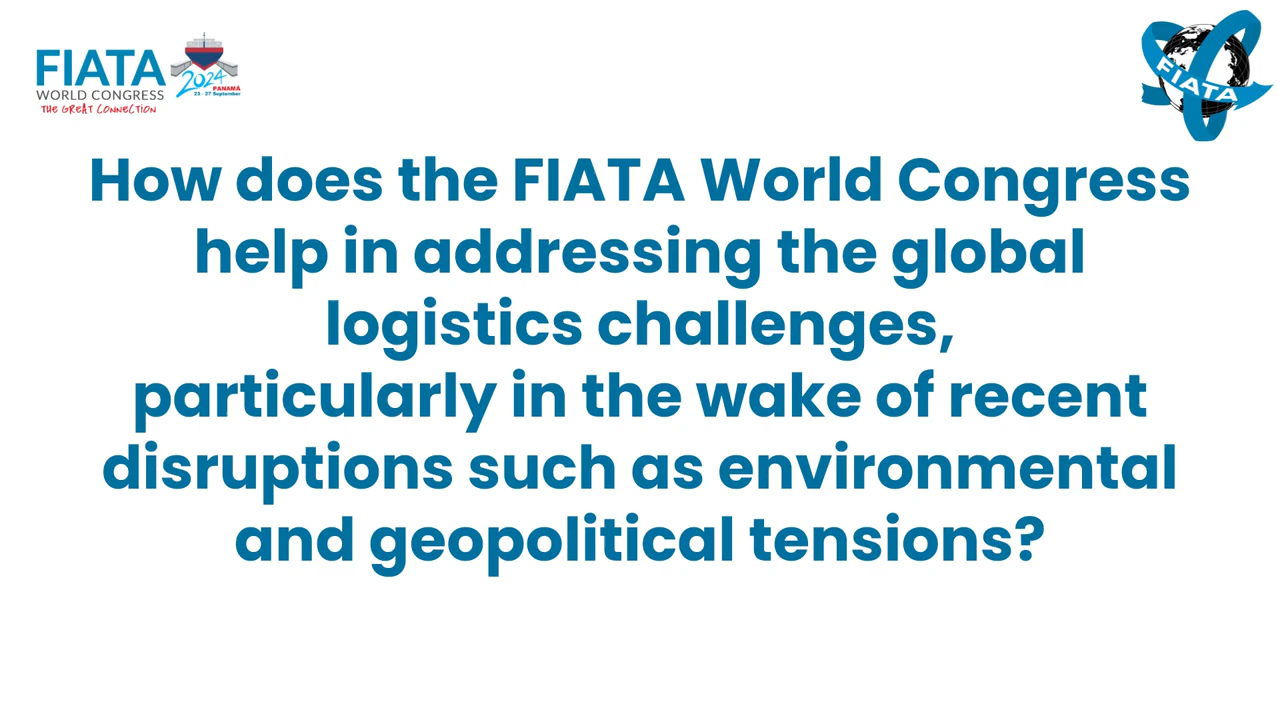 FIATA
WORLD CONGRESS
THE GREAT CONNECTION
2024
PANAMÁ
23 - 27 September
FIATA
How does the FIATA World Congress
help in addressing the global
logistics challenges,
particularly in the wake of recent
disruptions such as environmental
and geopolitical tensions?